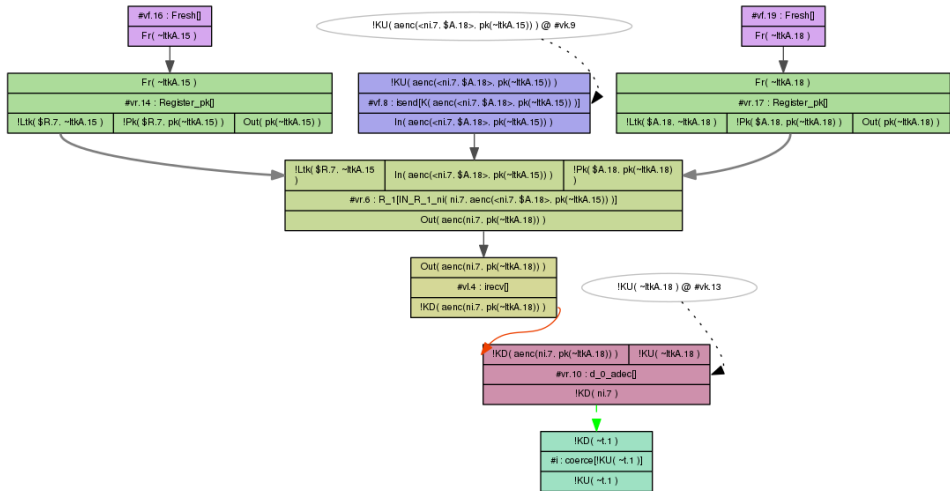 #vf.16 : Fresh[]
Fr( ~ltkA.15 )
!KU( aenc(<ni.7, $A.18>, pk(~ltkA.15)) ) @ #vk.9
#vf.19 : Fresh[]
Fr( ~ltkA.18 )
Fr( ~ltkA.15 )
#vr.14 : Register_pk[]
!Ltk( $R.7, ~ltkA.15 ) !Pk( $R.7, pk(~ltkA.15) ) Out( pk(~ltkA.15) )
!KU( aenc(<ni.7, $A.18>, pk(~ltkA.15)) )
#vf.8 : isend[K( aenc(<ni.7, $A.18>, pk(~ltkA.15)) )]
In( aenc(<ni.7, $A.18>, pk(~ltkA.15)) )
Fr( ~ltkA.18 )
#vr.17 : Register_pk[]
!Ltk( $A.18, ~ltkA.18 ) !Pk( $A.18, pk(~ltkA.18) ) Out( pk(~ltkA.18) )
!Ltk( $R.7, ~ltkA.15
)
In( aenc(<ni.7, $A.18>, pk(~ltkA.15)) )
!Pk( $A.18, pk(~ltkA.18)
)
#vr.6 : R_1[IN_R_1_ni( ni.7, aenc(<ni.7, $A.18>, pk(~ltkA.15)) )]
Out( aenc(ni.7, pk(~ltkA.18)) )
Out( aenc(ni.7, pk(~ltkA.18)) )
#vl.4 : irecv[]
!KD( aenc(ni.7, pk(~ltkA.18)) )
!KU( ~ltkA.18 ) @ #vk.13
!KD( aenc(ni.7, pk(~ltkA.18)) ) !KU( ~ltkA.18 )
#vr.10 : d_0_adec[]
!KD( ni.7 )
!KD( ~t.1 )
#i : coerce[!KU( ~t.1 )]
!KU( ~t.1 )